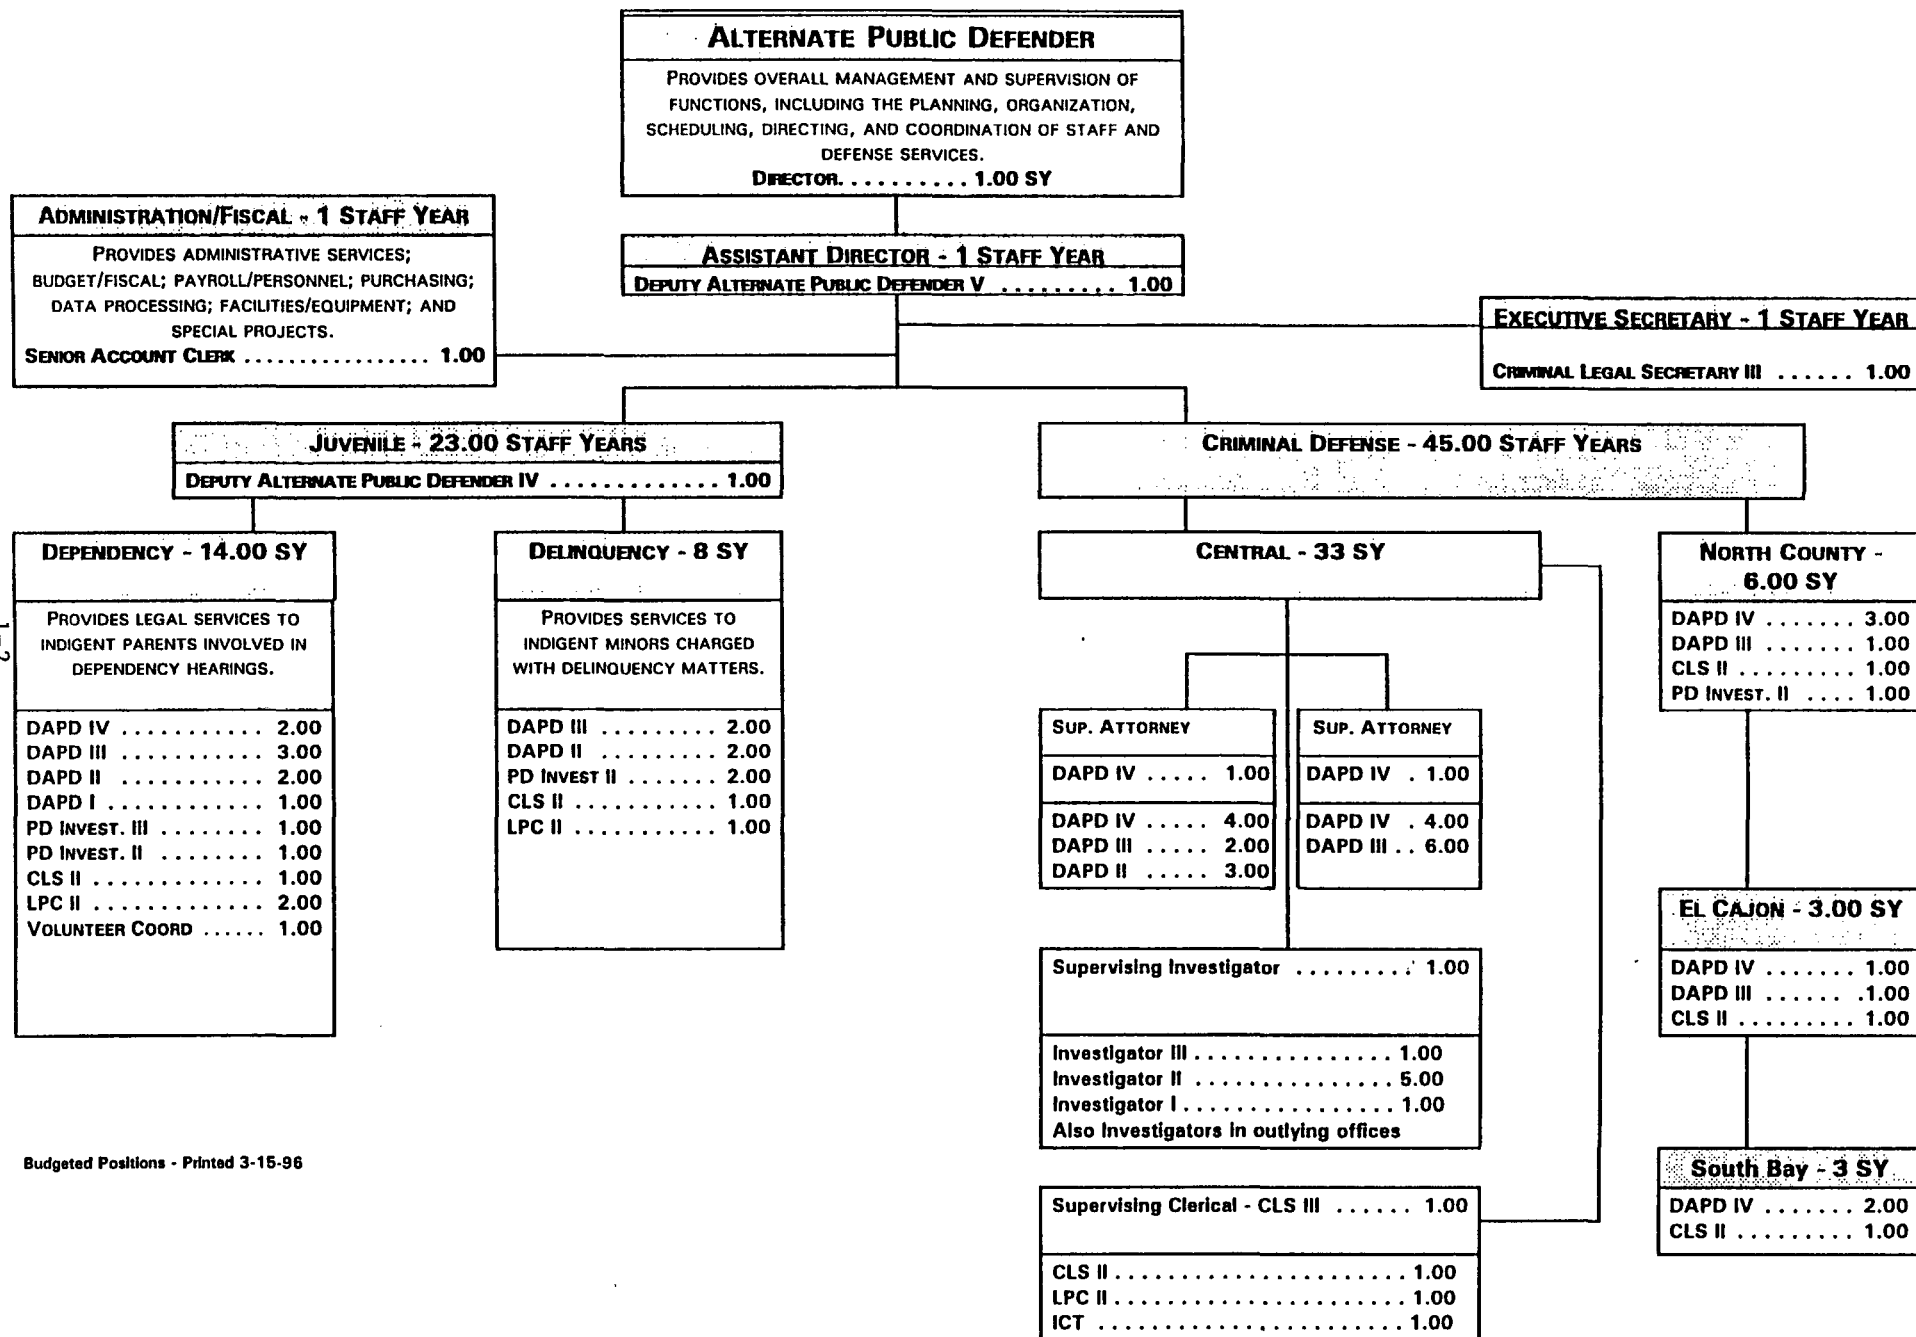 ALTERNATE PUBLIC DEFENDER
PROVIDES OVERALL MANAGEMENT AND SUPERVISION OF
FUNCTIONS, INCLUDING THE PLANNING, ORGANIZATION,
SCHEDULING, DIRECTING, AND COORDINATION OF STAFF AND
DEFENSE SERVICES.
DIRECTOR. . . . . . . . . . 1.00 SY
ADMINISTRATION/FISCAL - 1 STAFF YEAR
PROVIDES ADMINISTRATIVE SERVICES;
BUDGET/FISCAL; PAYROLL/PERSONNEL; PURCHASING;
DATA PROCESSING; FACILITIES/EQUIPMENT; AND
SPECIAL PROJECTS.
SENIOR ACCOUNT CLERK . . . . . . . . . . . . . . . . 1.00
ASSISTANT DIRECTOR - 1 STAFF YEAR
DEPUTY ALTERNATE PUBLIC DEFENDER V . . . . . . . . . 1.00
EXECUTIVE SECRETARY - 1 STAFF YEAR
CRIMINAL LEGAL SECRETARY III . . . . . . 1.00
JUVENILE - 23.00 STAFF YEARS
DEPUTY ALTERNATE PUBLIC DEFENDER IV . . . . . . . . . . . . . 1.00
DEPENDENCY - 14.00 SY
PROVIDES LEGAL SERVICES TO
INDIGENT PARENTS INVOLVED IN
DEPENDENCY HEARINGS.
DAPD IV . . . . . . . . . . . 2.00
DAPD III . . . . . . . . . . . 3.00
DAPD II . . . . . . . . . . . 2.00
DAPD I . . . . . . . . . . . . 1.00
PD INVEST. III . . . . . . . . 1.00
PD INVEST. II . . . . . . . . 1.00
CLS II . . . . . . . . . . . . . 1.00
LPC II . . . . . . . . . . . . . 2.00
VOLUNTEER COORD . . . . . . 1.00
DELINQUENCY - 8 SY
PROVIDES SERVICES TO
INDIGENT MINORS CHARGED
WITH DELINQUENCY MATTERS.
DAPD III . . . . . . . . . 2.00
DAPD II . . . . . . . . . 2.00
PD INVEST II . . . . . . . 2.00
CLS II . . . . . . . . . . . 1.00
LPC II . . . . . . . . . . . 1.00
CRIMINAL DEFENSE - 45.00 STAFF YEARS
CENTRAL - 33 SY
SUP. ATTORNEY
DAPD IV . . . . . 1.00
DAPD IV . . . . . 4.00
DAPD III . . . . . 2.00
DAPD II . . . . . 3.00
SUP. ATTORNEY
DAPD IV . 1.00
DAPD IV . 4.00
DAPD III . . 6.00
Supervising Investigator . . . . . . . . . 1.00
Investigator III . . . . . . . . . . . . . . . 1.00
Investigator II . . . . . . . . . . . . . . . 5.00
Investigator I . . . . . . . . . . . . . . . . 1.00
Also Investigators in outlying offices
Supervising Clerical - CLS III . . . . . . 1.00
CLS II . . . . . . . . . . . . . . . . . . . . . . 1.00
LPC II . . . . . . . . . . . . . . . . . . . . . . 1.00
ICT . . . . . . . . . . . . . . . . . . . . . . . 1.00
NORTH COUNTY -
6.00 SY
DAPD IV . . . . . . . 3.00
DAPD III . . . . . . . 1.00
CLS II . . . . . . . . . 1.00
PD INVEST. II . . . . 1.00
EL CAJON - 3.00 SY
DAPD IV . . . . . . . 1.00
DAPD III . . . . . . .1.00
CLS II . . . . . . . . . 1.00
South Bay - 3 SY
DAPD IV . . . . . . . 2.00
CLS II . . . . . . . . . 1.00
1-2
Budgeted Positions - Printed 3-15-96